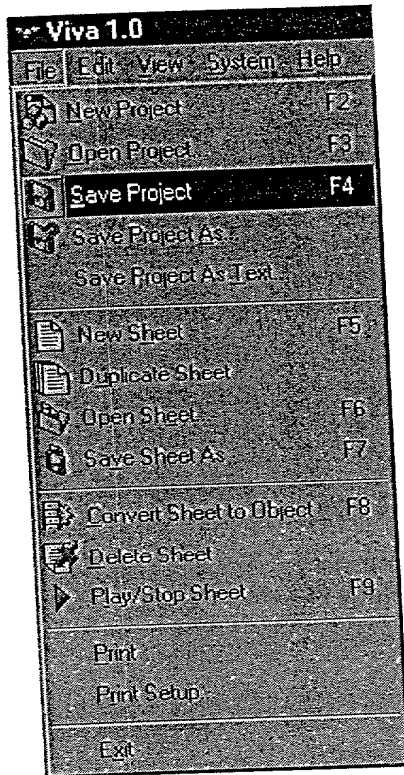 Viva 1.0
File Edit View System Help
New Project F2
Open Project... F3
Save Project F4
Save Project As...
Save Project As Text...
New Sheet F5
Duplicate Sheet
Open Sheet... F6
Save Sheet As... F7
Convert Sheet to Object F8
Delete Sheet
Play/Stop Sheet F9
Print
Print Setup...
Exit